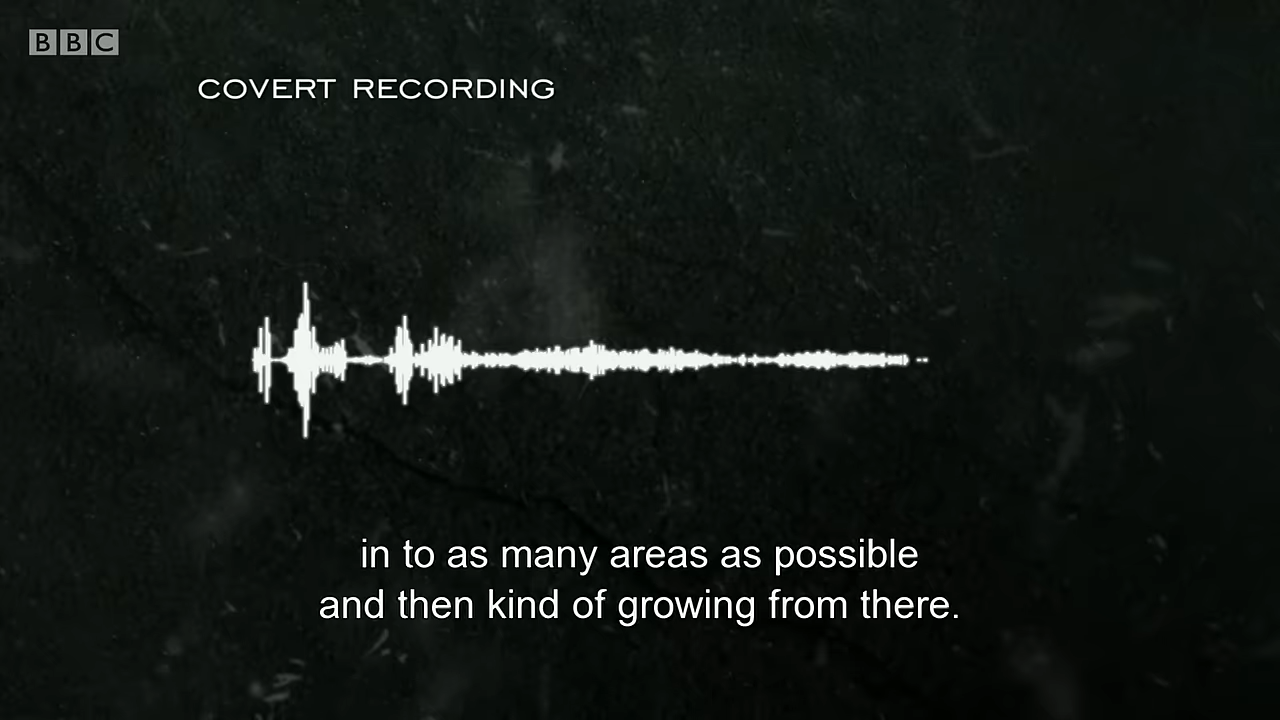 BBC
COVERT RECORDING
in to as many areas as possible
and then kind of growing from there.